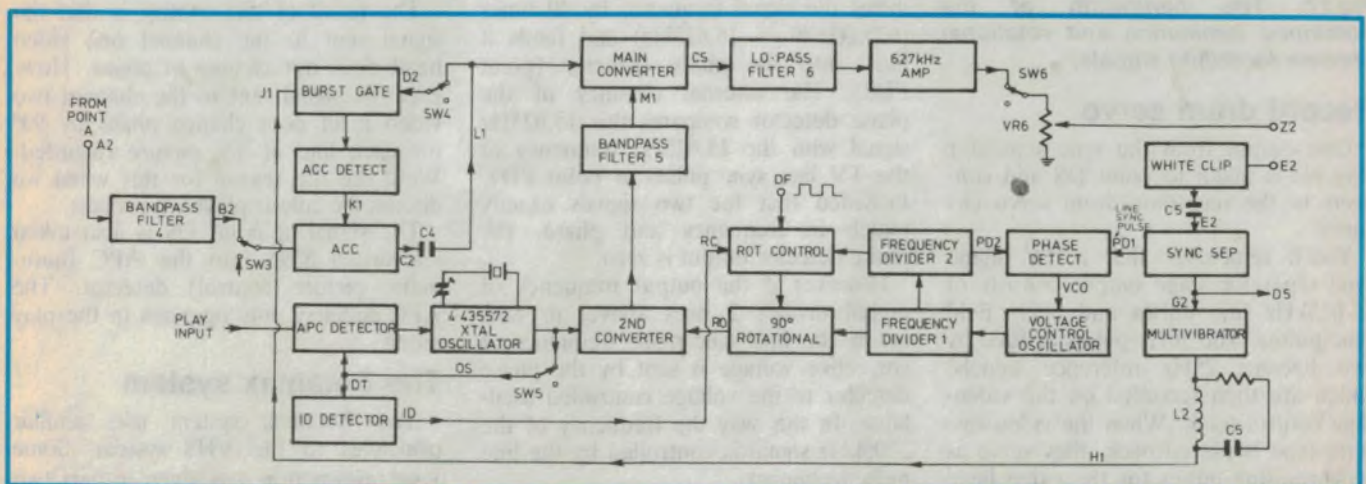 FROM
POINT
A
A2
BANDPASS
FILTER
4
B2
SW3
J1
BURST GATE
D2
SW4
ACC DETECT
K1
ACC
C2
C4
L1
MAIN
CONVERTER
C5
LO-PASS
FILTER 6
627kHz
AMP
SW6
VR6
Z2
M1
BANDPASS
FILTER 5
WHITE CLIP
E2
C5
E2
DF
RC
ROT CONTROL
FREQUENCY
DIVIDER 2
PD2
PHASE
DETECT
LINE
SYNC
PULSE
PD1
SYNC SEP
D5
G2
PLAY
INPUT
APC DETECTOR
4 435572
XTAL
OSCILLATOR
2ND
CONVERTER
RO
90°
ROTATIONAL
FREQUENCY
DIVIDER 1
VCO
VOLTAGE
CONTROL
OSCILLATOR
MULTIVIBRATOR
DT
OS
SW5
ID DETECTOR
ID
L2
C5
H1